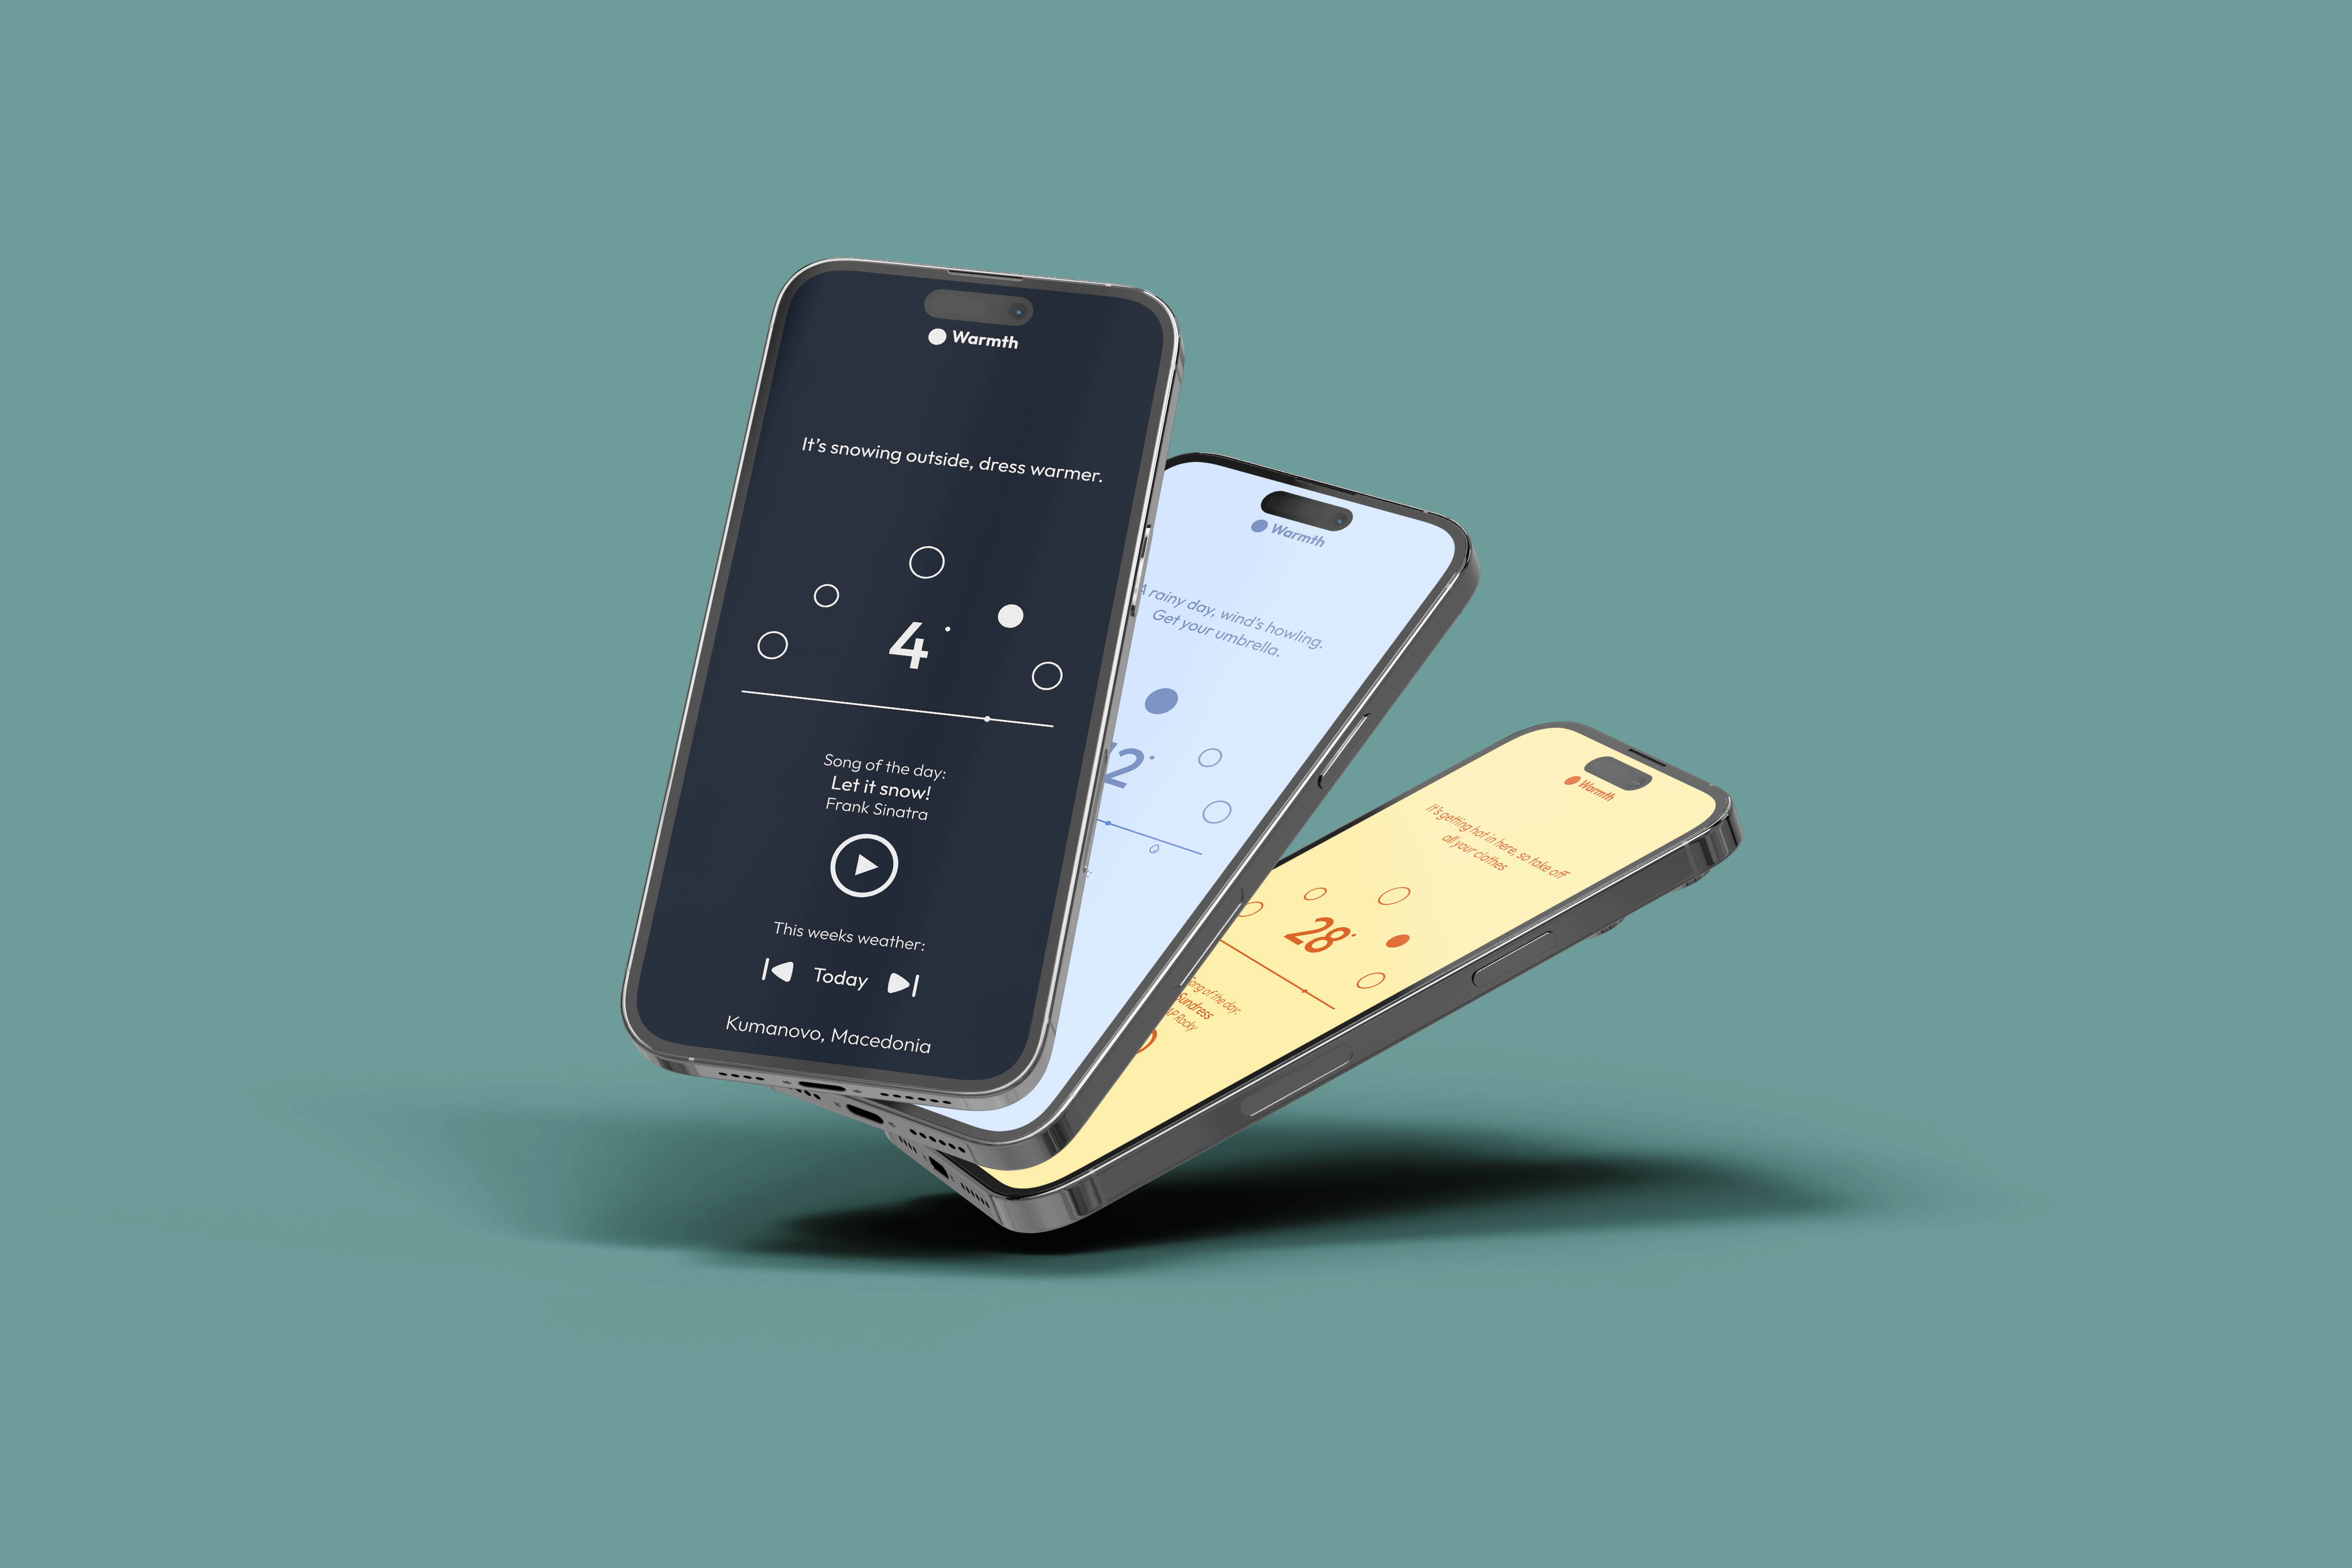 Warmth
It's snowing outside, dress warmer.
4°
Song of the day:
Let it snow!
Frank Sinatra
This weeks weather:
Today
Kumanovo, Macedonia
Warmth
A rainy day, wind's howling.
Get your umbrella.
2°
Warmth
It's getting hot in here, so take off
all your clothes
28°
Song of the day:
Sundress
Rocky